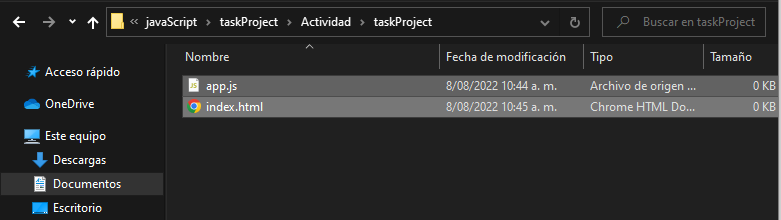 javaScript › taskProject › Actividad › taskProject
Buscar en taskProject
Nombre Fecha de modificación Tipo Tamaño
Acceso rápido
app.js 8/08/2022 10:44 a. m. Archivo de origen ... 0 KB
index.html 8/08/2022 10:45 a. m. Chrome HTML Do... 0 KB
OneDrive
Este equipo
Descargas
Documentos
Escritorio